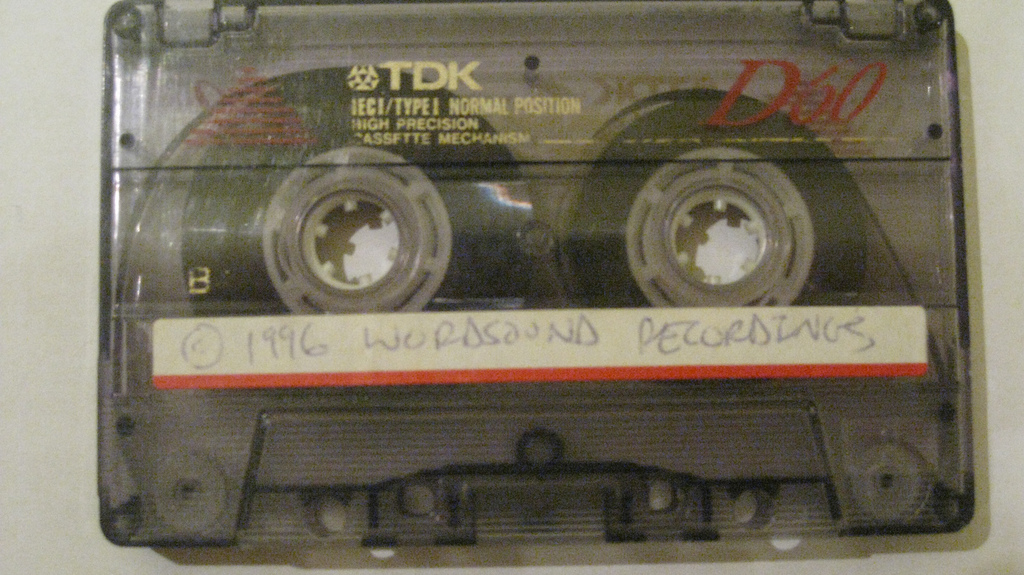 TDK
D60
IEC I/TYPE I NORMAL POSITION
HIGH PRECISION
CASSETTE MECHANISM
B
© 1996 WORDSOUND RECORDINGS